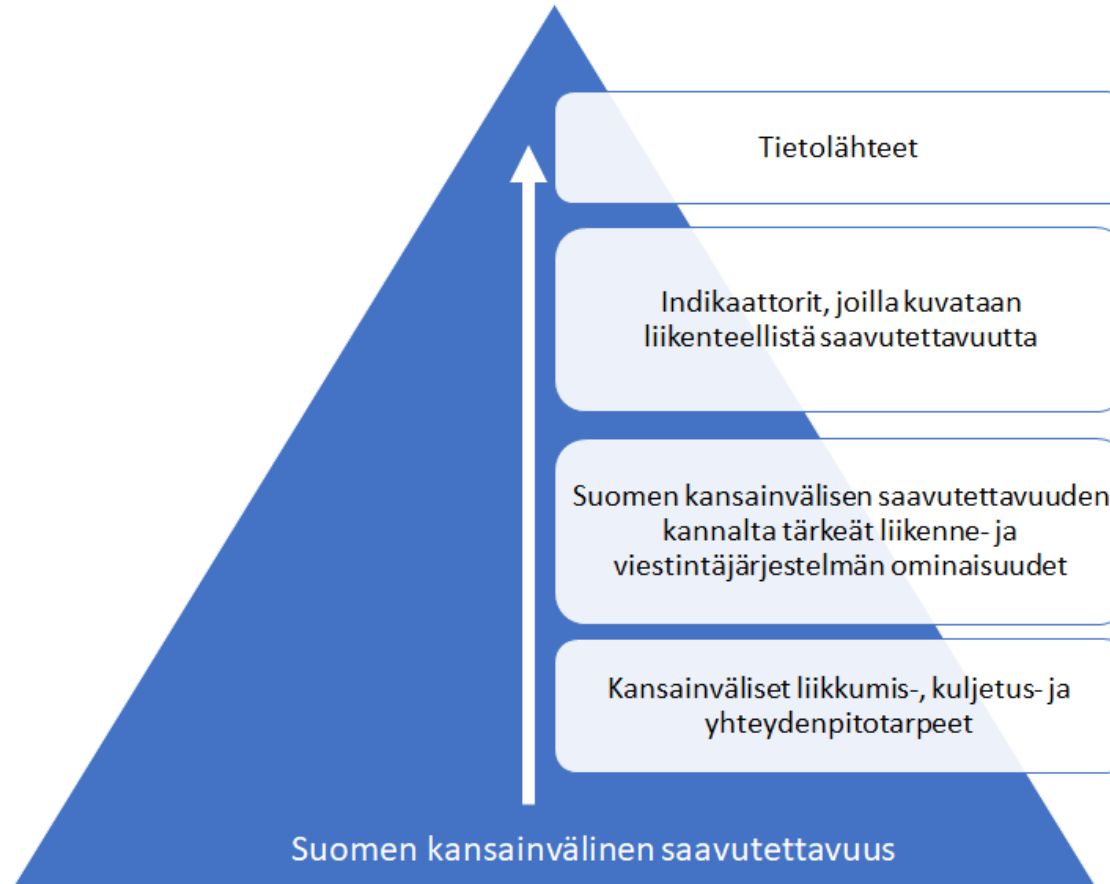 Tietolähteet
Indikaattorit, joilla kuvataan
liikenteellistä saavutettavuutta
Suomen kansainvälisen saavutettavuuden
kannalta tärkeät liikenne- ja
viestintäjärjestelmän ominaisuudet
Kansainväliset liikkumis-, kuljetus- ja
yhteydenpitotarpeet
Suomen kansainvälinen saavutettavuus